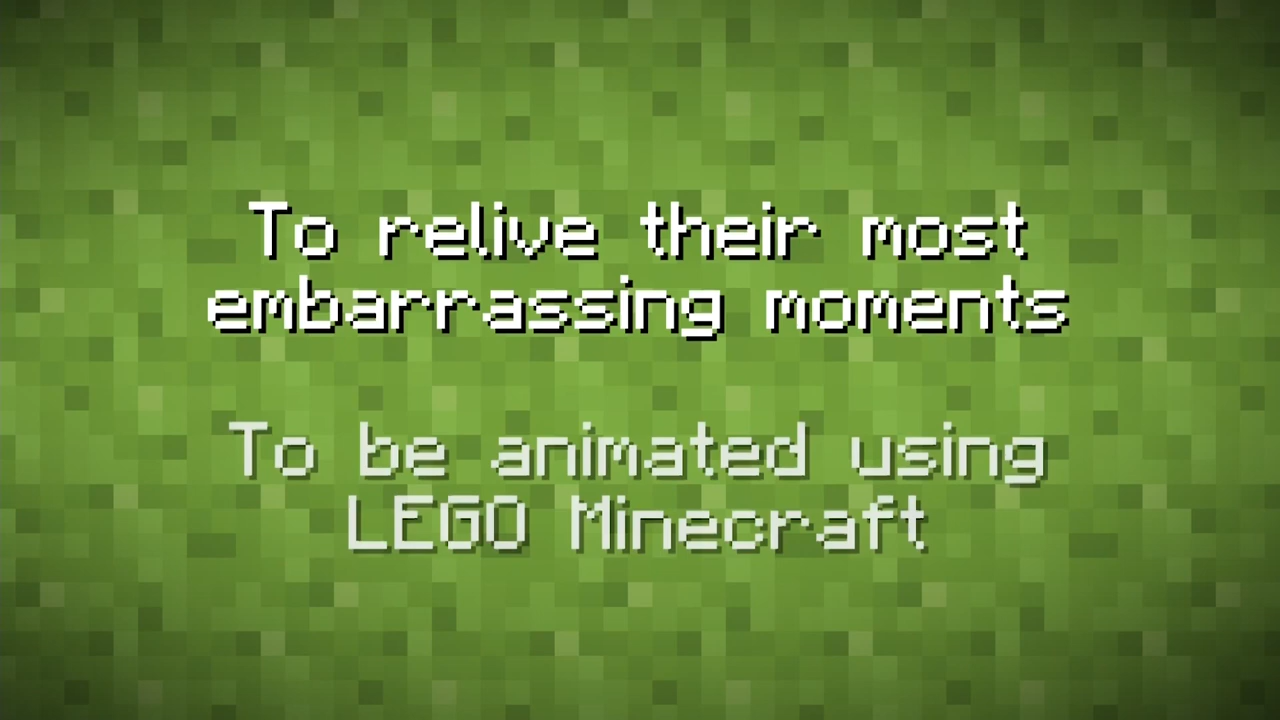 To relive their most
embarrassing moments
To be animated using
LEGO Minecraft